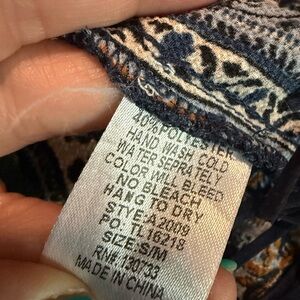 40%POLYESTER
HAND WASH COLD
WATER SEPRATELY
COLOR WILL BLEED
NO BLEACH
HANG TO DRY
STYE-A2009
PO. TL16218
SIZE:S/M
RN# 130733
MADE IN CHINA